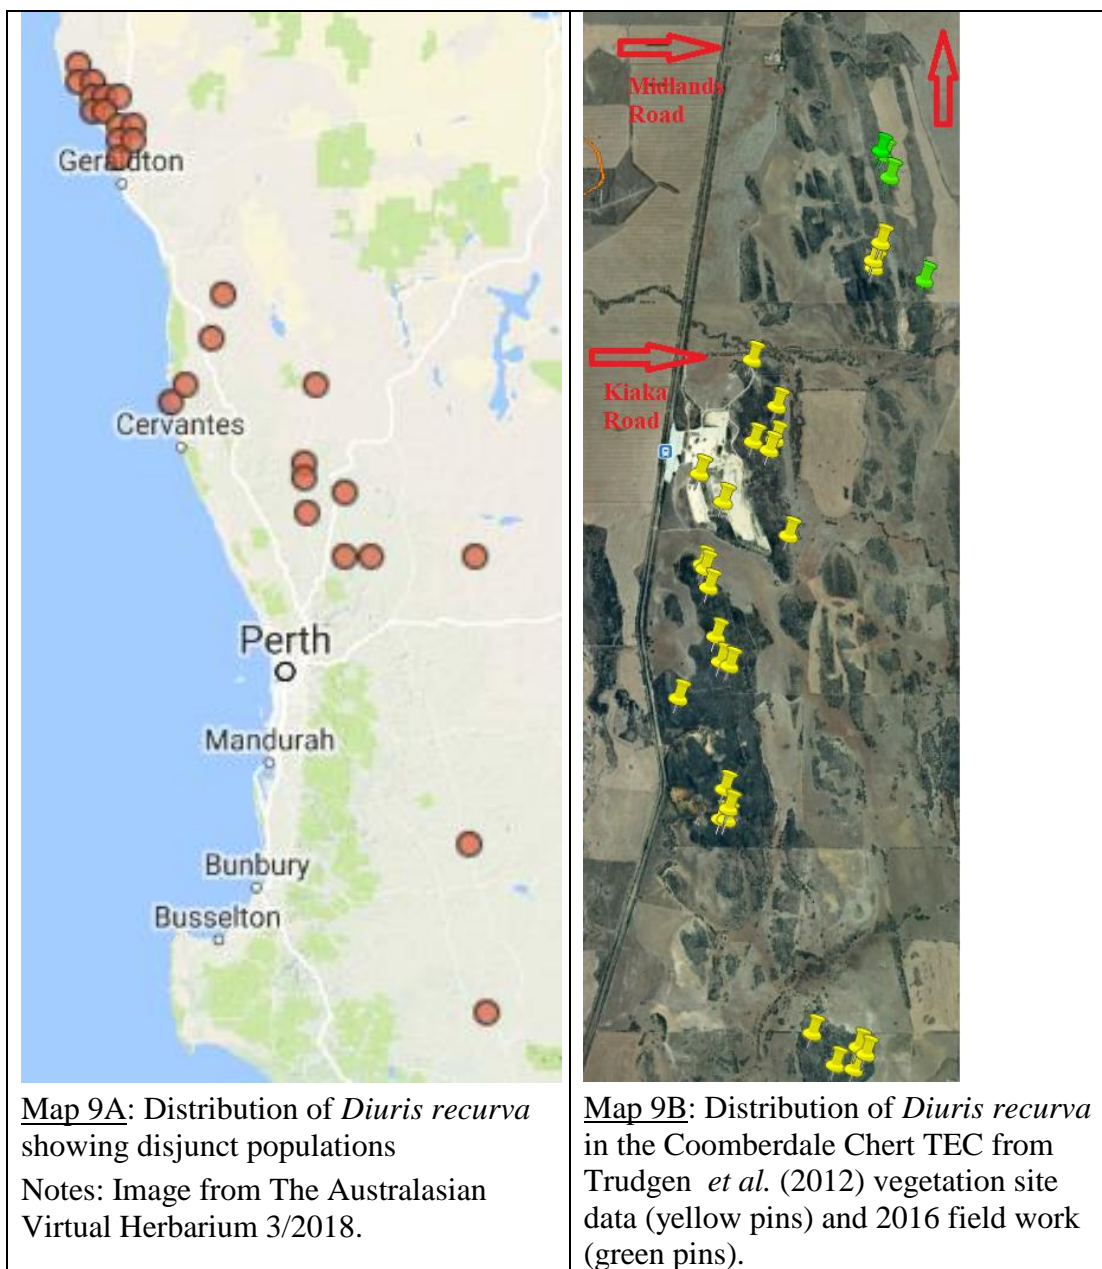 Geraldton
Cervantes
Perth
Mandurah
Bunbury
Busselton
Map 9A: Distribution of Diuris recurva
showing disjunct populations
Notes: Image from The Australasian
Virtual Herbarium 3/2018.
Midlands
Road
Kiaka
Road
Map 9B: Distribution of Diuris recurva
in the Coomberdale Chert TEC from
Trudgen et al. (2012) vegetation site
data (yellow pins) and 2016 field work
(green pins).